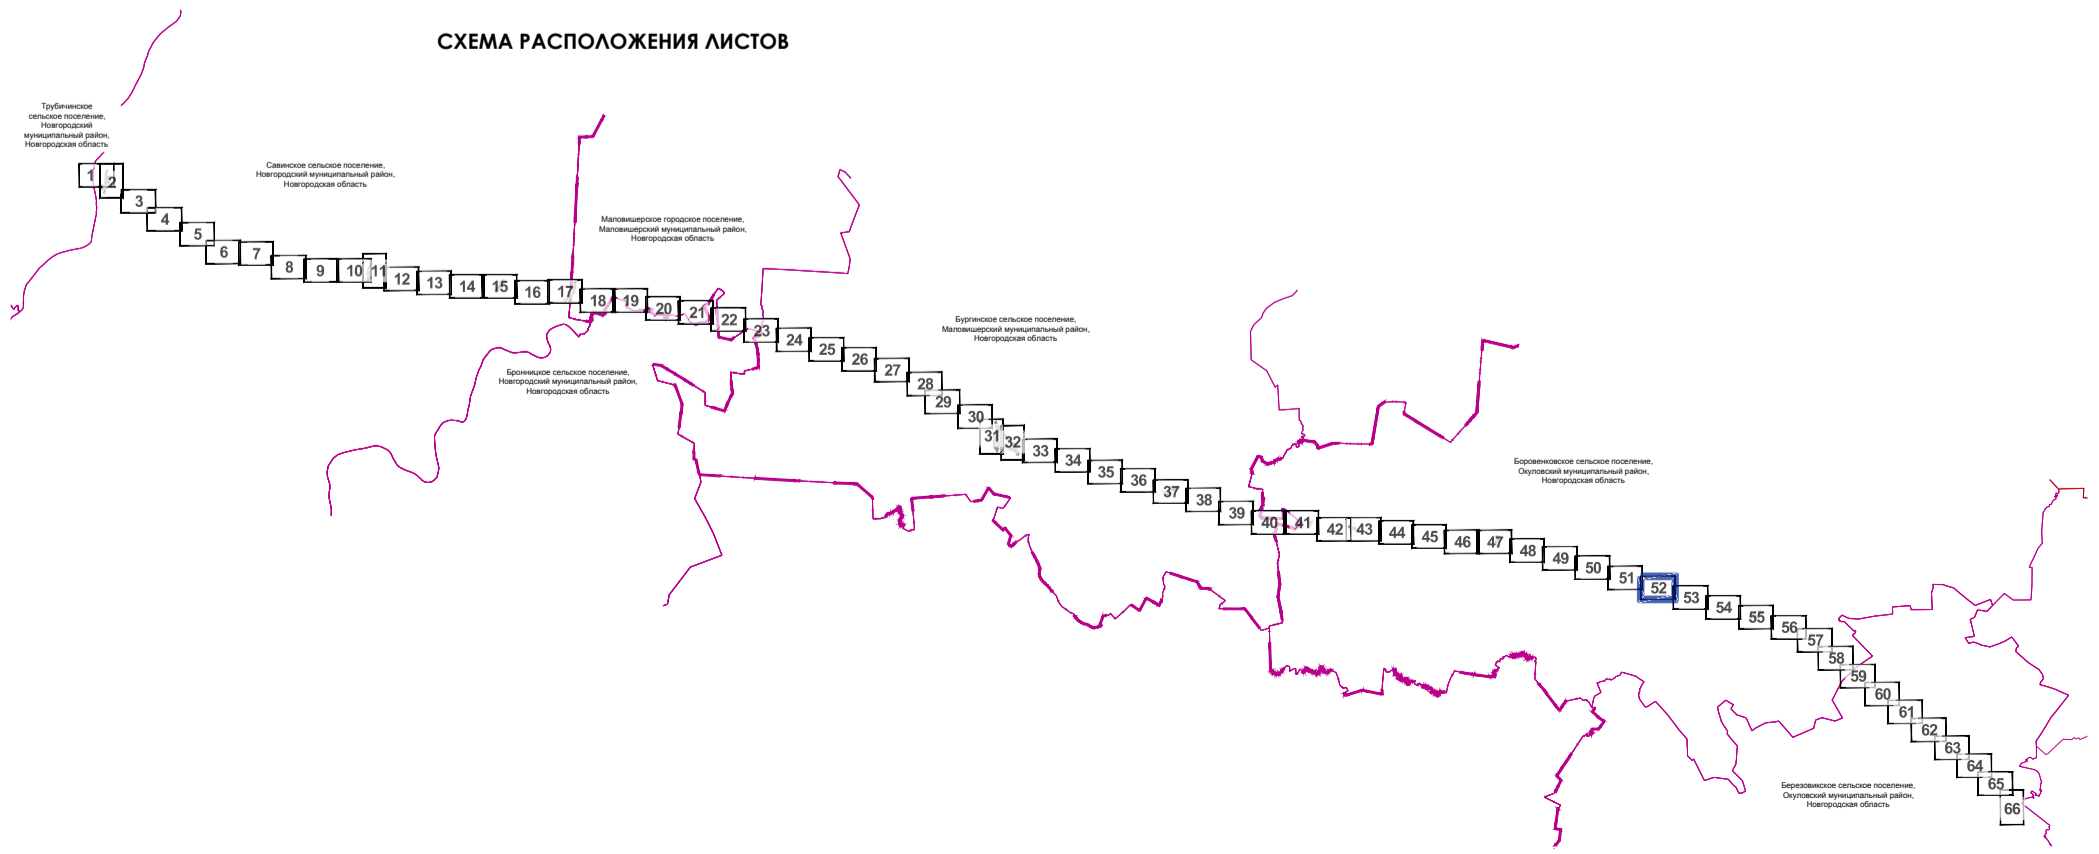 СХЕМА РАСПОЛОЖЕНИЯ ЛИСТОВ
Трубичинское
сельское поселение,
Новгородский
муниципальный район,
Новгородская область
Савинское сельское поселение,
Новгородский муниципальный район,
Новгородская область
Маловишерское городское поселение,
Маловишерский муниципальный район,
Новгородская область
Бронницкое сельское поселение,
Новгородский муниципальный район,
Новгородская область
Бургинское сельское поселение,
Маловишерский муниципальный район,
Новгородская область
Боровенковское сельское поселение,
Окуловский муниципальный район,
Новгородская область
Березовикское сельское поселение,
Окуловский муниципальный район,
Новгородская область
1
2
3
4
5
6
7
8
9
10
11
12
13
14
15
16
17
18
19
20
21
22
23
24
25
26
27
28
29
30
31
32
33
34
35
36
37
38
39
40
41
42
43
44
45
46
47
48
49
50
51
52
53
54
55
56
57
58
59
60
61
62
63
64
65
66